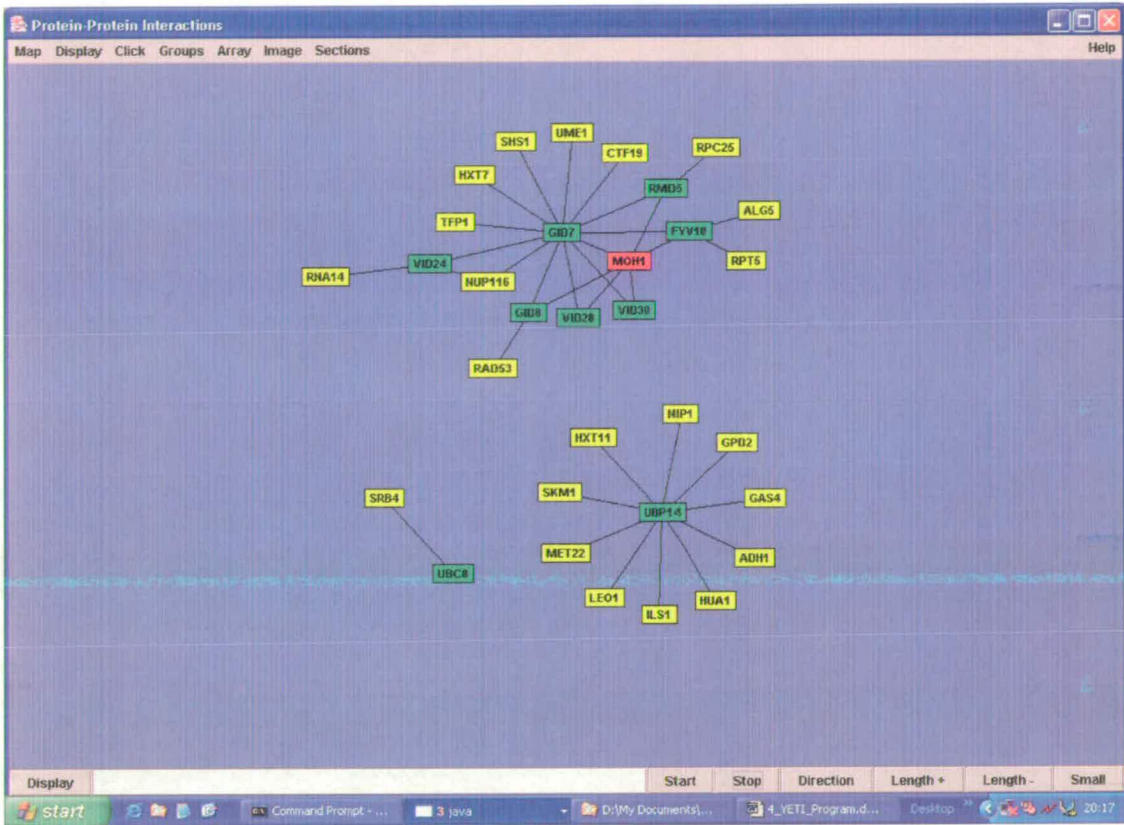 Protein-Protein Interactions
Map Display Click Groups Array Image Sections Help
UME1
SHS1
CTF19
RPC25
HXT7
RMD5
ALG5
TFP1
GID7
FYV10
MOH1
RPT5
VID24
RNA14
NUP116
GID8
VID28
VID30
RAD53
NIP1
HXT11
GPD2
SKM1
GAS4
SRB4
UBP14
MET22
ADH1
UBC8
LEO1
HUA1
ILS1
Display Start Stop Direction Length + Length - Small
start Command Prompt - ... 3 java D:\My Documents\... 4_YETI_Program.d... Desktop » 20:17